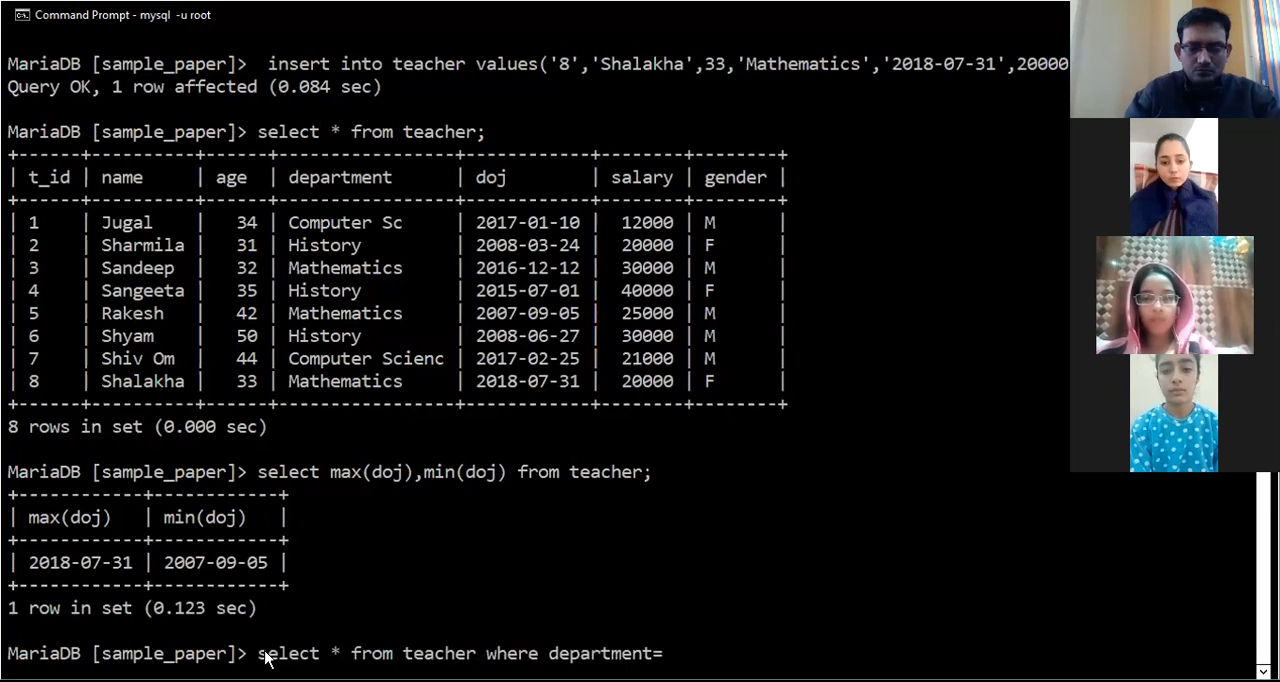 Command Prompt - mysql  -u root
MariaDB [sample_paper]>  insert into teacher values('8','Shalakha',33,'Mathematics','2018-07-31',20000
Query OK, 1 row affected (0.084 sec)
MariaDB [sample_paper]> select * from teacher;
+------+----------+------+----------------+------------+--------+--------+
| t_id | name     | age  | department     | doj        | salary | gender |
+------+----------+------+----------------+------------+--------+--------+
| 1    | Jugal    |   34 | Computer Sc    | 2017-01-10 |  12000 | M      |
| 2    | Sharmila |   31 | History        | 2008-03-24 |  20000 | F      |
| 3    | Sandeep  |   32 | Mathematics    | 2016-12-12 |  30000 | M      |
| 4    | Sangeeta |   35 | History        | 2015-07-01 |  40000 | F      |
| 5    | Rakesh   |   42 | Mathematics    | 2007-09-05 |  25000 | M      |
| 6    | Shyam    |   50 | History        | 2008-06-27 |  30000 | M      |
| 7    | Shiv Om  |   44 | Computer Scienc | 2017-02-25 |  21000 | M      |
| 8    | Shalakha |   33 | Mathematics    | 2018-07-31 |  20000 | F      |
+------+----------+------+----------------+------------+--------+--------+
8 rows in set (0.000 sec)
MariaDB [sample_paper]> select max(doj),min(doj) from teacher;
+------------+------------+
| max(doj)   | min(doj)   |
+------------+------------+
| 2018-07-31 | 2007-09-05 |
+------------+------------+
1 row in set (0.123 sec)
MariaDB [sample_paper]> select * from teacher where department=